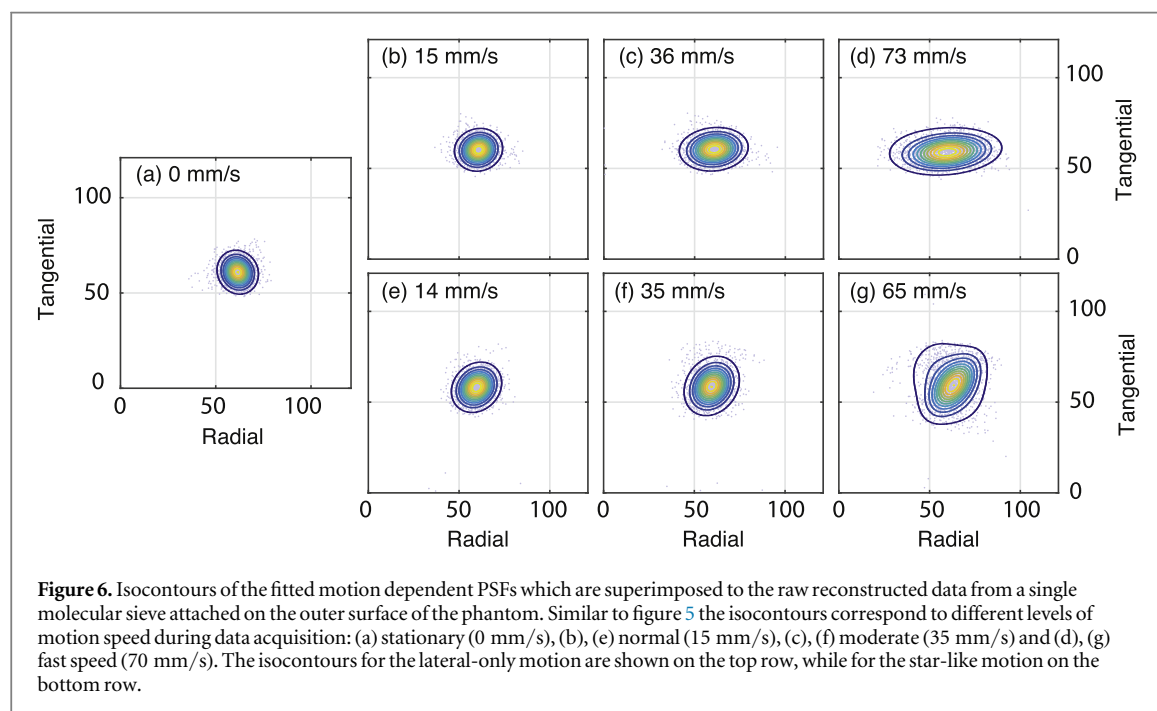 (b) 15 mm/s
(c) 36 mm/s
(d) 73 mm/s
100
50
0
Tangential
(a) 0 mm/s
100
50
0
Tangential
0 50 100
Radial
(e) 14 mm/s
(f) 35 mm/s
(g) 65 mm/s
100
50
0
Tangential
0 50 100
Radial
0 50 100
Radial
50 100
Radial
Figure 6. Isocontours of the fitted motion dependent PSFs which are superimposed to the raw reconstructed data from a single
molecular sieve attached on the outer surface of the phantom. Similar to figure 5 the isocontours correspond to different levels of
motion speed during data acquisition: (a) stationary (0 mm/s), (b), (e) normal (15 mm/s), (c), (f) moderate (35 mm/s) and (d), (g)
fast speed (70 mm/s). The isocontours for the lateral-only motion are shown on the top row, while for the star-like motion on the
bottom row.